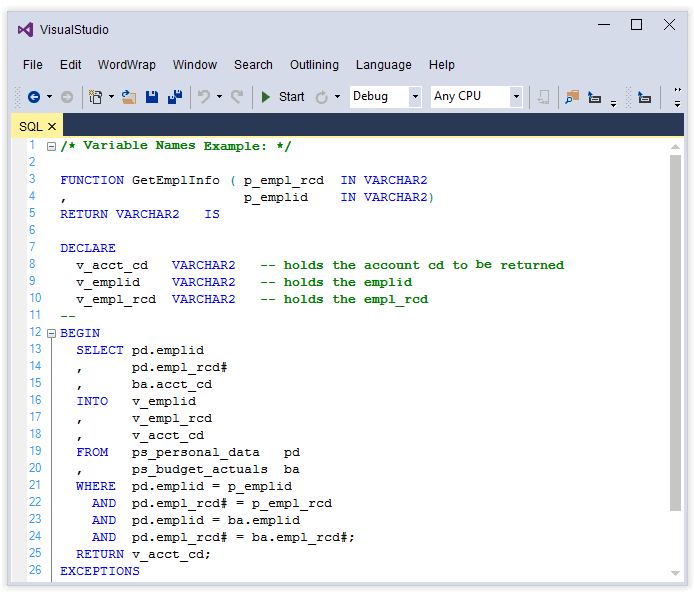 VisualStudio
File Edit WordWrap Window Search Outlining Language Help
Start Debug Any CPU
SQL ×
1 /* Variable Names Example: */
2
3 FUNCTION GetEmplInfo ( p_empl_rcd  IN VARCHAR2
4 ,                      p_emplid    IN VARCHAR2)
5 RETURN VARCHAR2   IS
6
7 DECLARE
8   v_acct_cd   VARCHAR2   -- holds the account cd to be returned
9   v_emplid    VARCHAR2   -- holds the emplid
10   v_empl_rcd  VARCHAR2   -- holds the empl_rcd
11 --
12 BEGIN
13   SELECT pd.emplid
14   ,      pd.empl_rcd#
15   ,      ba.acct_cd
16   INTO   v_emplid
17   ,      v_empl_rcd
18   ,      v_acct_cd
19   FROM   ps_personal_data   pd
20   ,      ps_budget_actuals  ba
21   WHERE  pd.emplid = p_emplid
22     AND  pd.empl_rcd# = p_empl_rcd
23     AND  pd.emplid = ba.emplid
24     AND  pd.empl_rcd# = ba.empl_rcd#;
25   RETURN v_acct_cd;
26 EXCEPTIONS